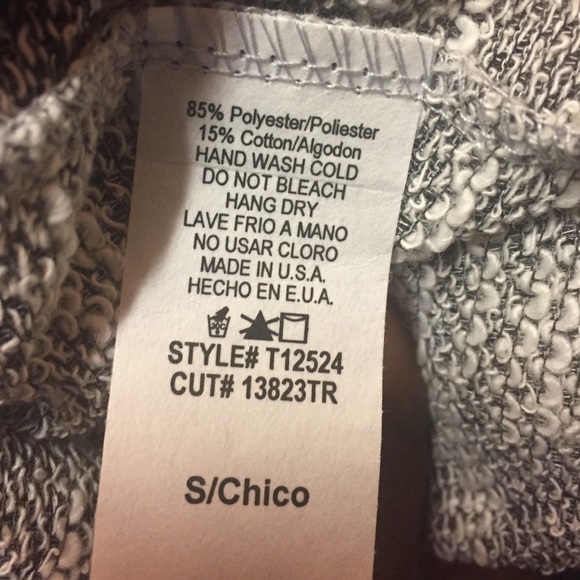 85% Polyester/Poliester
15% Cotton/Algodon
HAND WASH COLD
DO NOT BLEACH
HANG DRY
LAVE FRIO A MANO
NO USAR CLORO
MADE IN U.S.A.
HECHO EN E.U.A.
STYLE# T12524
CUT# 13823TR
S/Chico